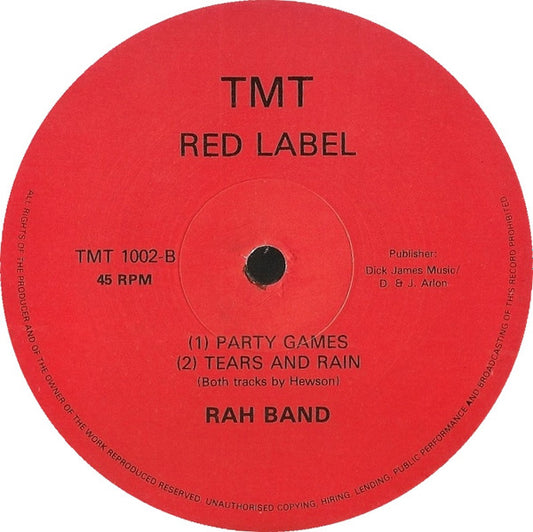 TMT
RED LABEL
TMT 1002-B
45 RPM
Publisher:
Dick James Music/
D. & J. Arlon
(1) PARTY GAMES
(2) TEARS AND RAIN
(Both tracks by Hewson)
RAH BAND
ALL RIGHTS OF THE PRODUCER AND OF THE OWNER OF THE WORK REPRODUCED RESERVED. UNAUTHORISED COPYING, HIRING, LENDING, PUBLIC PERFORMANCE AND BROADCASTING OF THIS RECORD PROHIBITED.